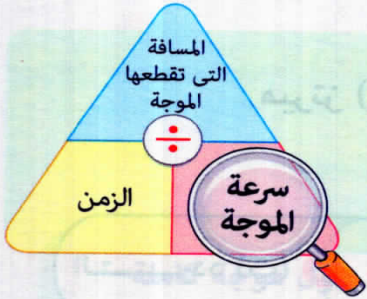 المسافة
التى تقطعها
الموجة
÷
الزمن
سرعة
الموجة